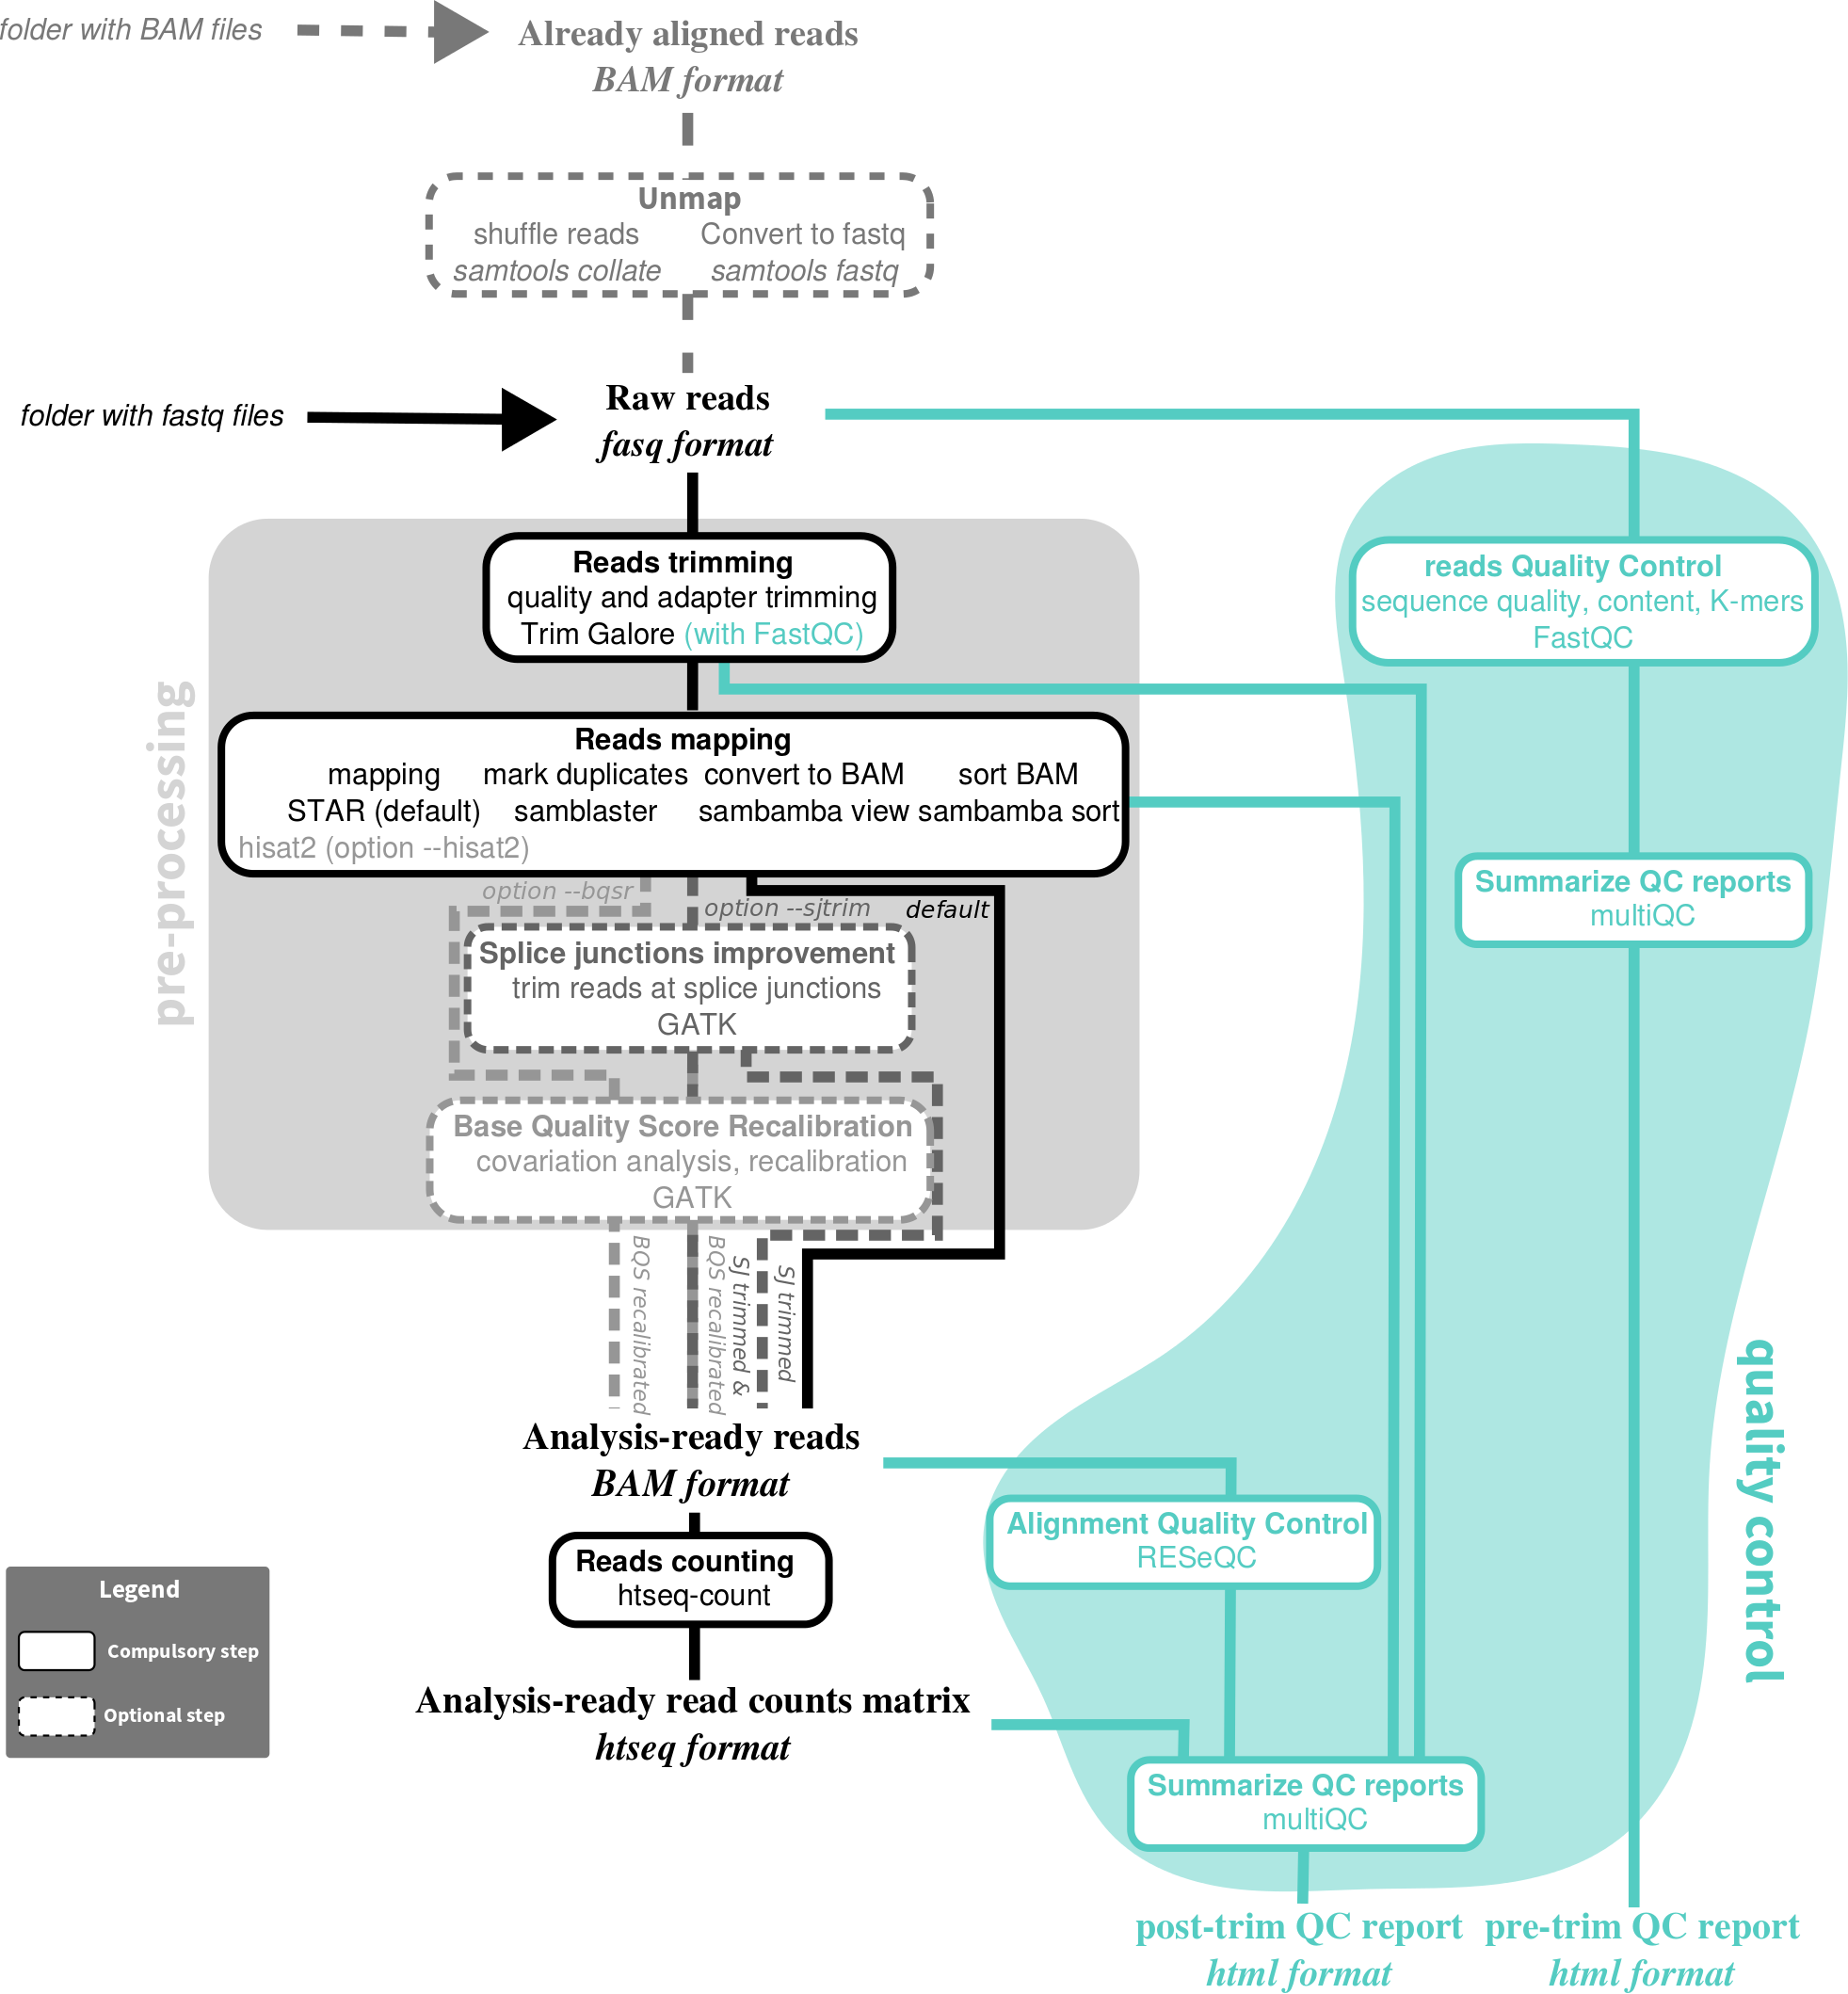 folder with BAM files
Already aligned reads
BAM format
Unmap
shuffle reads Convert to fastq
samtools collate samtools fastq
folder with fastq files
Raw reads
fasq format
pre-processing
Reads trimming
quality and adapter trimming
Trim Galore (with FastQC)
reads Quality Control
sequence quality, content, K-mers
FastQC
Reads mapping
mapping mark duplicates convert to BAM sort BAM
STAR (default) samblaster sambamba view sambamba sort
hisat2 (option --hisat2)
option --bqsr
option --sjtrim
default
Summarize QC reports
multiQC
Splice junctions improvement
trim reads at splice junctions
GATK
Base Quality Score Recalibration
covariation analysis, recalibration
GATK
BQS recalibrated
SJ trimmed &
BQS recalibrated
SJ trimmed
quality control
Analysis-ready reads
BAM format
Alignment Quality Control
RESeQC
Reads counting
htseq-count
Analysis-ready read counts matrix
htseq format
Legend
Compulsory step
Optional step
Summarize QC reports
multiQC
post-trim QC report
html format
pre-trim QC report
html format